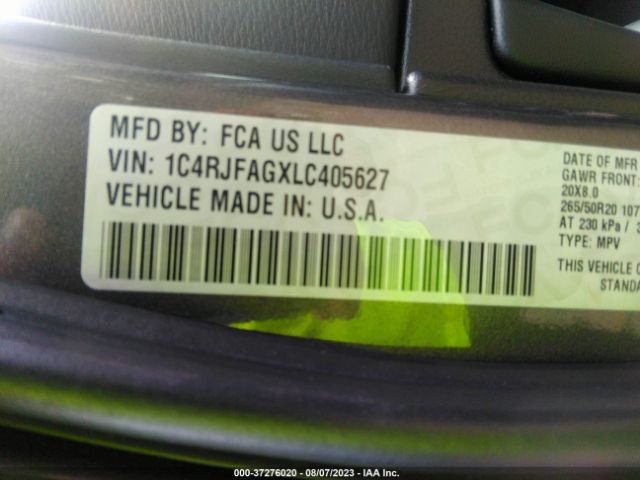 MFD BY: FCA US LLC
VIN: 1C4RJFAGXLC405627
VEHICLE MADE IN: U.S.A.
DATE OF MFR
GAWR FRONT:
20X8.0
265/50R20 107
AT 230 kPa /
TYPE: MPV
THIS VEHICLE
STANDA
000-37276020 - 08/07/2023 - IAA Inc.